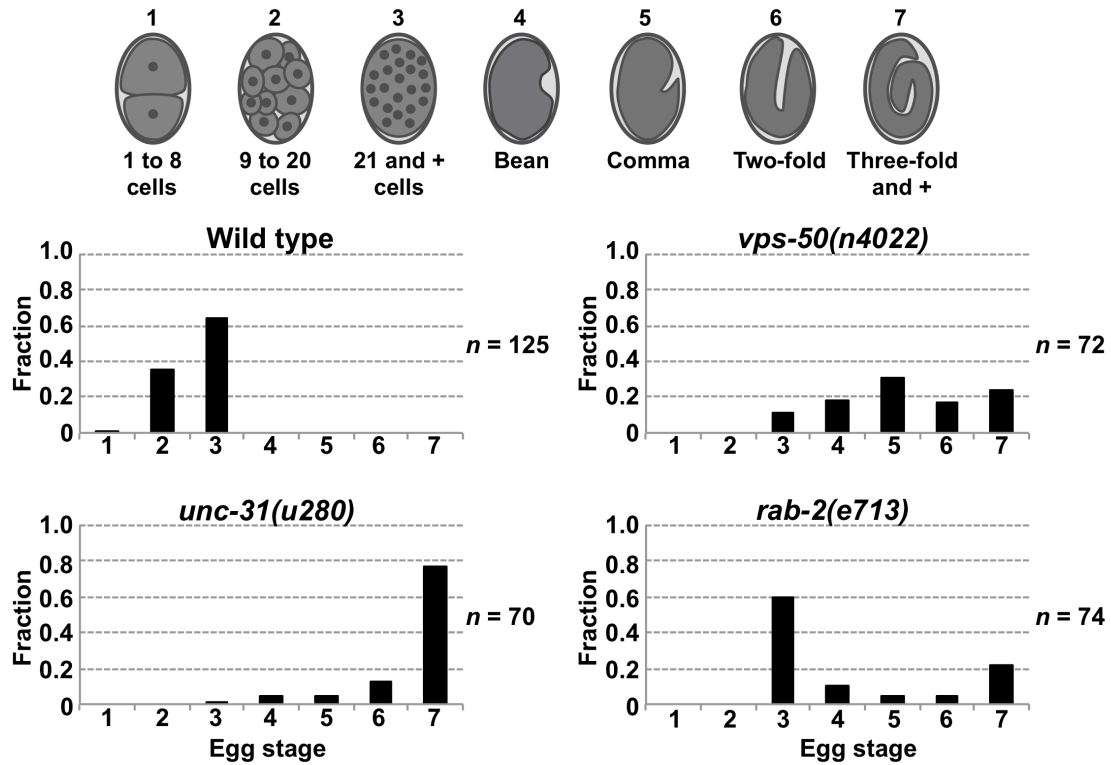 1 2 3 4 5 6 7
1 to 8 cells
9 to 20 cells
21 and + cells
Bean
Comma
Two-fold
Three-fold and +
Wild type
Fraction
1.0
0.8
0.6
0.4
0.2
0
1 2 3 4 5 6 7
n = 125
vps-50(n4022)
Fraction
1.0
0.8
0.6
0.4
0.2
0
1 2 3 4 5 6 7
n = 72
unc-31(u280)
Fraction
1.0
0.8
0.6
0.4
0.2
0
1 2 3 4 5 6 7
Egg stage
n = 70
rab-2(e713)
Fraction
1.0
0.8
0.6
0.4
0.2
0
1 2 3 4 5 6 7
Egg stage
n = 74